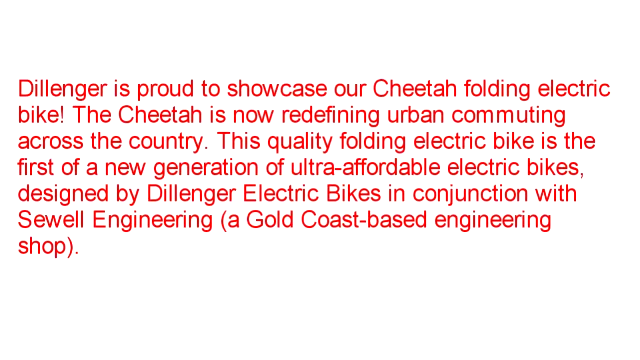 Dillenger is proud to showcase our Cheetah folding electric
bike! The Cheetah is now redefining urban commuting
across the country. This quality folding electric bike is the
first of a new generation of ultra-affordable electric bikes,
designed by Dillenger Electric Bikes in conjunction with
Sewell Engineering (a Gold Coast-based engineering
shop).